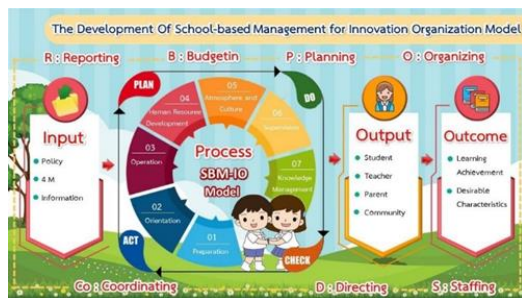 The Development Of School-based Management for Innovation Organization Model
R : Reporting
B : Budgetin
P : Planning
O : Organizing
PLAN
DO
Input
Policy
4 M
Information
04
Human Resource
Development
05
Atmosphere and
Culture
06
Supervision
03
Operation
Process
SBM-IO
Model
07
Knowledge
Management
02
Orientation
01
Preparation
ACT
CHECK
Output
Student
Teacher
Parent
Community
Outcome
Learning
Achievement
Desirable
Characteristics
Co : Coordinating
D : Directing
S : Staffing